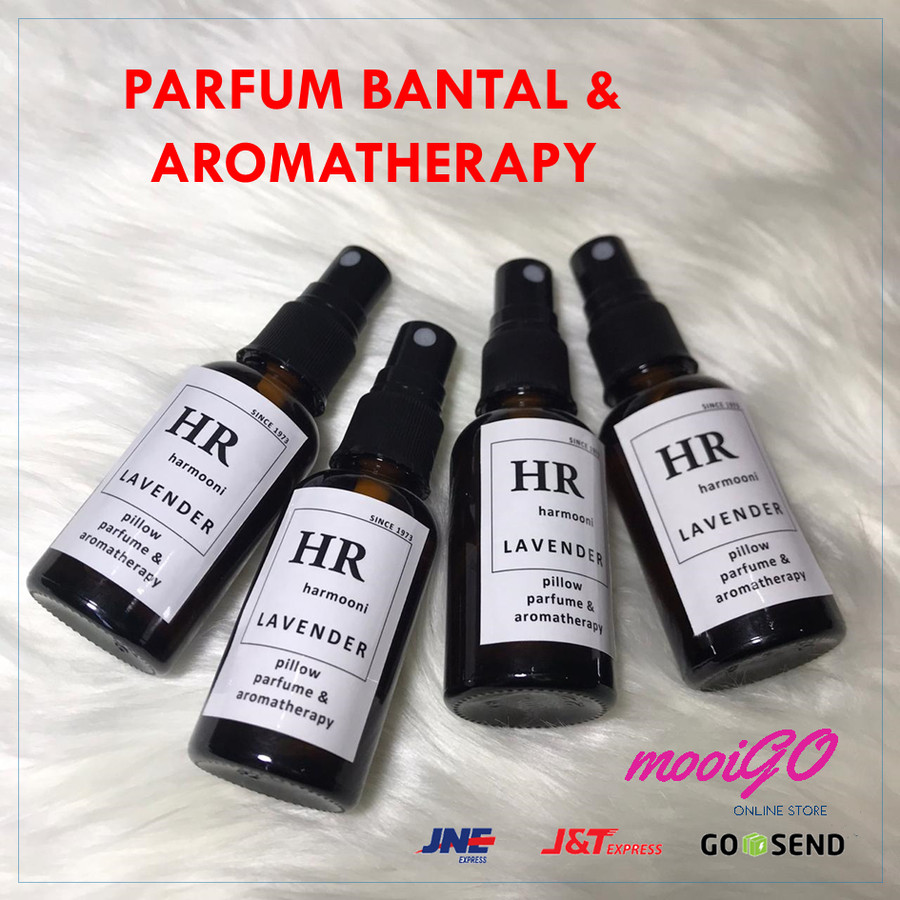 PARFUM BANTAL &
AROMATHERAPY
SINCE 1973
HR
harmooni
LAVENDER
pillow
parfume &
aromatherapy
SINCE 1973
HR
harmooni
LAVENDER
pillow
parfume &
aromatherapy
SINCE
HR
harmooni
LAVENDER
pillow
parfume &
aromatherapy
SINCE 1973
HR
harmooni
LAVENDER
pillow
parfume &
aromatherapy
mooiGO
ONLINE STORE
JNE
EXPRESS
J&T EXPRESS
GO SEND